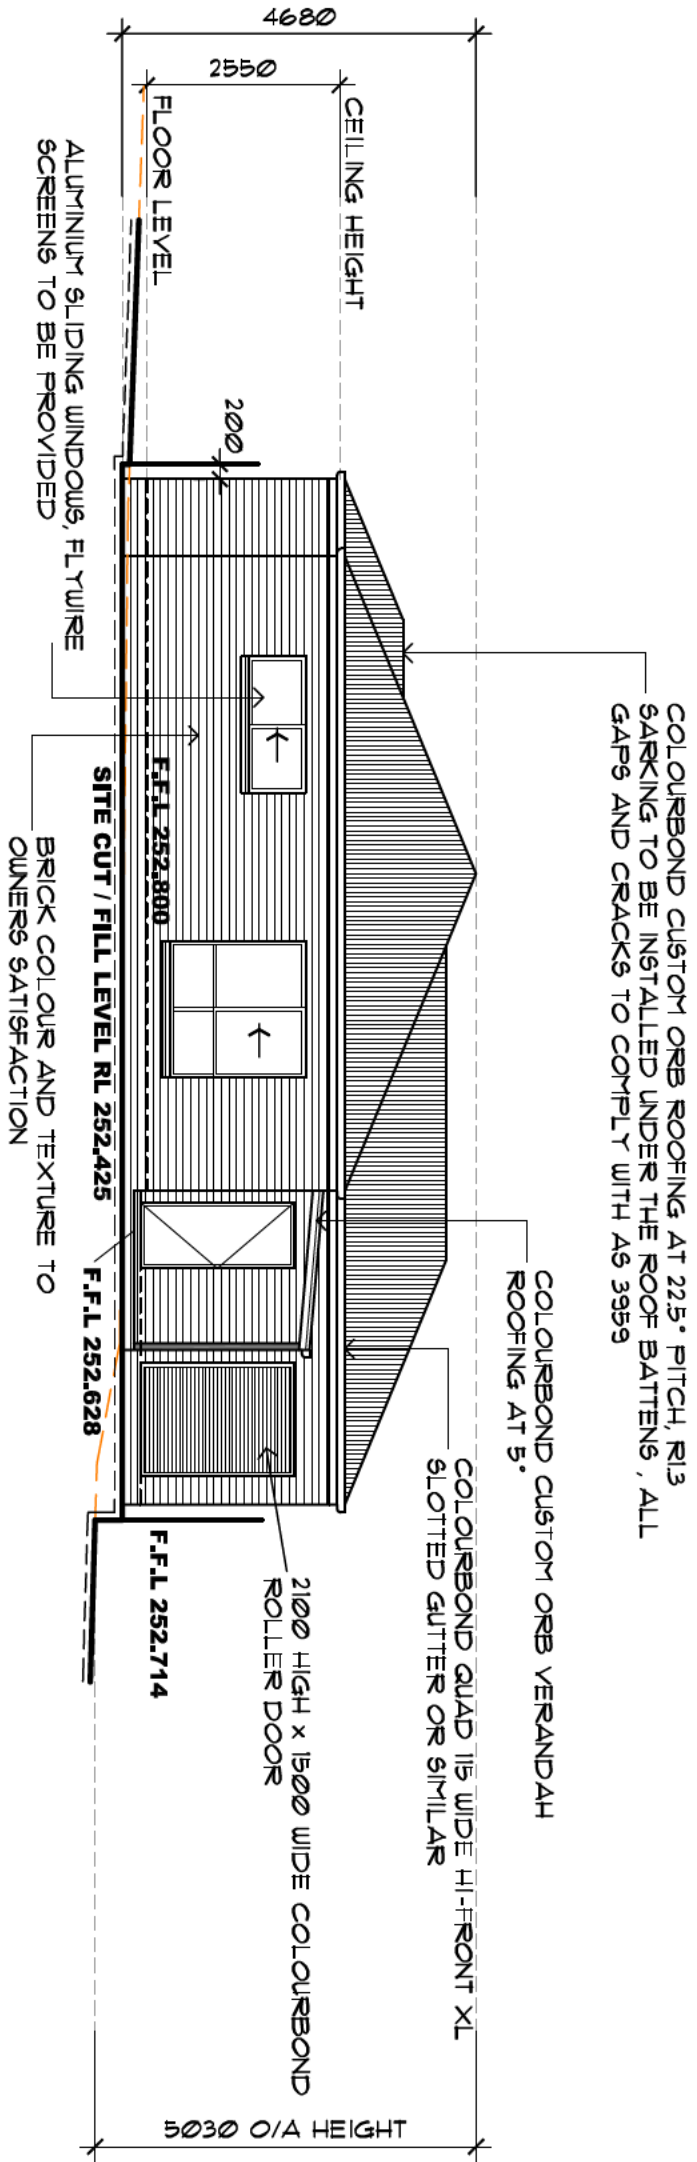 COLOURBOND CUSTOM ORB ROOFING AT 22.5° PITCH, R1.3
SARKING TO BE INSTALLED UNDER THE ROOF BATTENS , ALL
GAPS AND CRACKS TO COMPLY WITH AS 3959
COLOURBOND CUSTOM ORB VERANDAH
ROOFING AT 5°
COLOURBOND QUAD 115 WIDE HI-FRONT XL
SLOTTED GUTTER OR SIMILAR
4680
2550
CEILING HEIGHT
FLOOR LEVEL
200
2100 HIGH x 1500 WIDE COLOURBOND
ROLLER DOOR
5030 O/A HEIGHT
F.F.L 252.800
F.F.L 252.714
SITE CUT / FILL LEVEL RL 252.425
F.F.L 252.628
ALUMINIUM SLIDING WINDOWS, FLYWIRE
SCREENS TO BE PROVIDED
BRICK COLOUR AND TEXTURE TO
OWNERS SATISFACTION